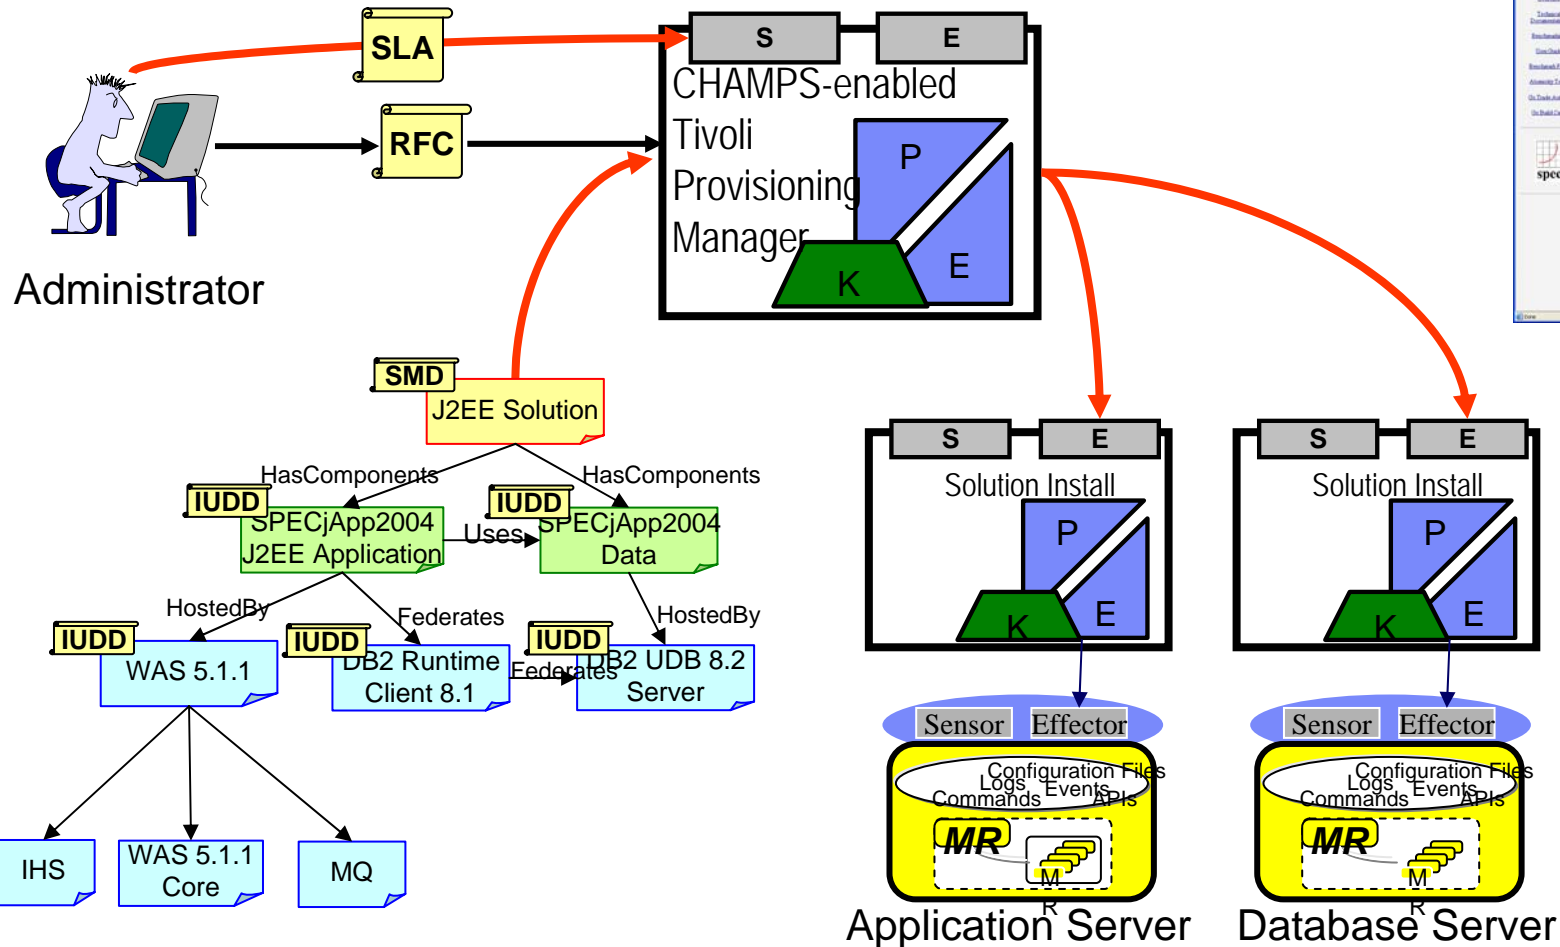 SLA
RFC
Administrator
S
E
CHAMPS-enabled
Tivoli
Provisioning
Manager
P
E
K
spec
SMD
J2EE Solution
HasComponents
HasComponents
IUDD
SPECjApp2004
J2EE Application
Uses
IUDD
SPECjApp2004
Data
HostedBy
Federates
HostedBy
IUDD
WAS 5.1.1
IUDD
DB2 Runtime
Client 8.1
Federates
IUDD
DB2 UDB 8.2
Server
IHS
WAS 5.1.1
Core
MQ
S
E
Solution Install
P
E
K
Sensor
Effector
Configuration Files
Logs
Events
Commands
APIs
MR
M
R
Application Server
S
E
Solution Install
P
E
K
Sensor
Effector
Configuration Files
Logs
Events
Commands
APIs
MR
M
R
Database Server